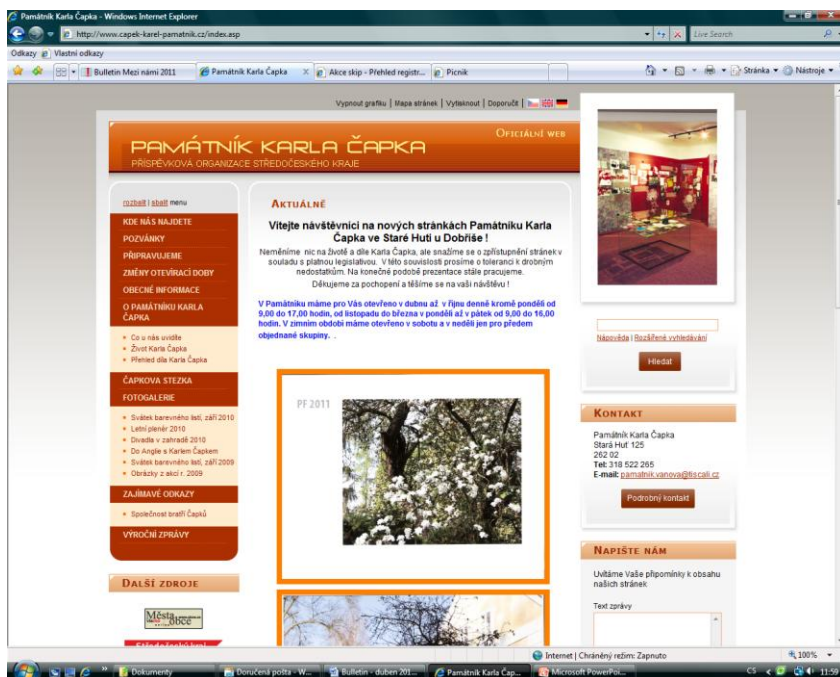 Památník Karla Čapka - Windows Internet Explorer
http://www.capek-karel-pamatnik.cz/index.asp
Live Search
Odkazy Vlastní odkazy
Bulletin Mezi námi 2011
Památník Karla Čapka
Akce skip - Přehled registr...
Picnik
Stránka
Nástroje
Vypnout grafiku | Mapa stránek | Vytisknout | Doporučit |
Oficiální web
PAMÁTNÍK KARLA ČAPKA
PŘÍSPĚVKOVÁ ORGANIZACE STŘEDOČESKÉHO KRAJE
rozbalit | sbalit menu
KDE NÁS NAJDETE
POZVÁNKY
PŘIPRAVUJEME
ZMĚNY OTEVÍRACÍ DOBY
OBECNÉ INFORMACE
O PAMÁTNÍKU KARLA
ČAPKA
Co u nás uvidíte
Život Karla Čapka
Přehled díla Karla Čapka
ČAPKOVA STEZKA
FOTOGALERIE
Svátek barevného listí, září 2010
Letní plenér 2010
Divadla v zahradě 2010
Do Anglie s Karlem Čapkem
Svátek barevného listí, září 2009
Obrázky z akcí r. 2009
ZAJÍMAVÉ ODKAZY
Společnost bratří Čapků
VÝROČNÍ ZPRÁVY
Další zdroje
Města
obce
Aktuálně
Vítejte návštěvníci na nových stránkách Památníku Karla
Čapka ve Staré Huti u Dobříše !
Neměníme nic na životě a díle Karla Čapka, ale snažíme se o zpřístupnění stránek v
souladu s platnou legislativou. V této souvislosti prosíme o toleranci k drobným
nedostatkům. Na konečné podobě prezentace stále pracujeme.
Děkujeme za pochopení a těšíme se na vaši návštěvu !
V Památníku máme pro Vás otevřeno v dubnu až v říjnu denně kromě pondělí od
9,00 do 17,00 hodin, od listopadu do března v pondělí až v pátek od 9,00 do 16,00
hodin. V zimním období máme otevřeno v sobotu a v neděli jen pro předem
objednané skupiny. .
PF 2011
Nápověda | Rozšířené vyhledávání
Hledat
Kontakt
Památník Karla Čapka
Stará Huť 125
262 02
Tel: 318 522 265
E-mail: pamatnik.vanova@tiscali.cz
Podrobný kontakt
Napište nám
Uvítáme Vaše připomínky k obsahu
našich stránek
Text zprávy
Internet | Chráněný režim: Zapnuto
100%
Dokumenty
Doručená pošta - W...
Bulletin - duben 201...
Památník Karla Čap...
Microsoft PowerPoi...
CS
11:59